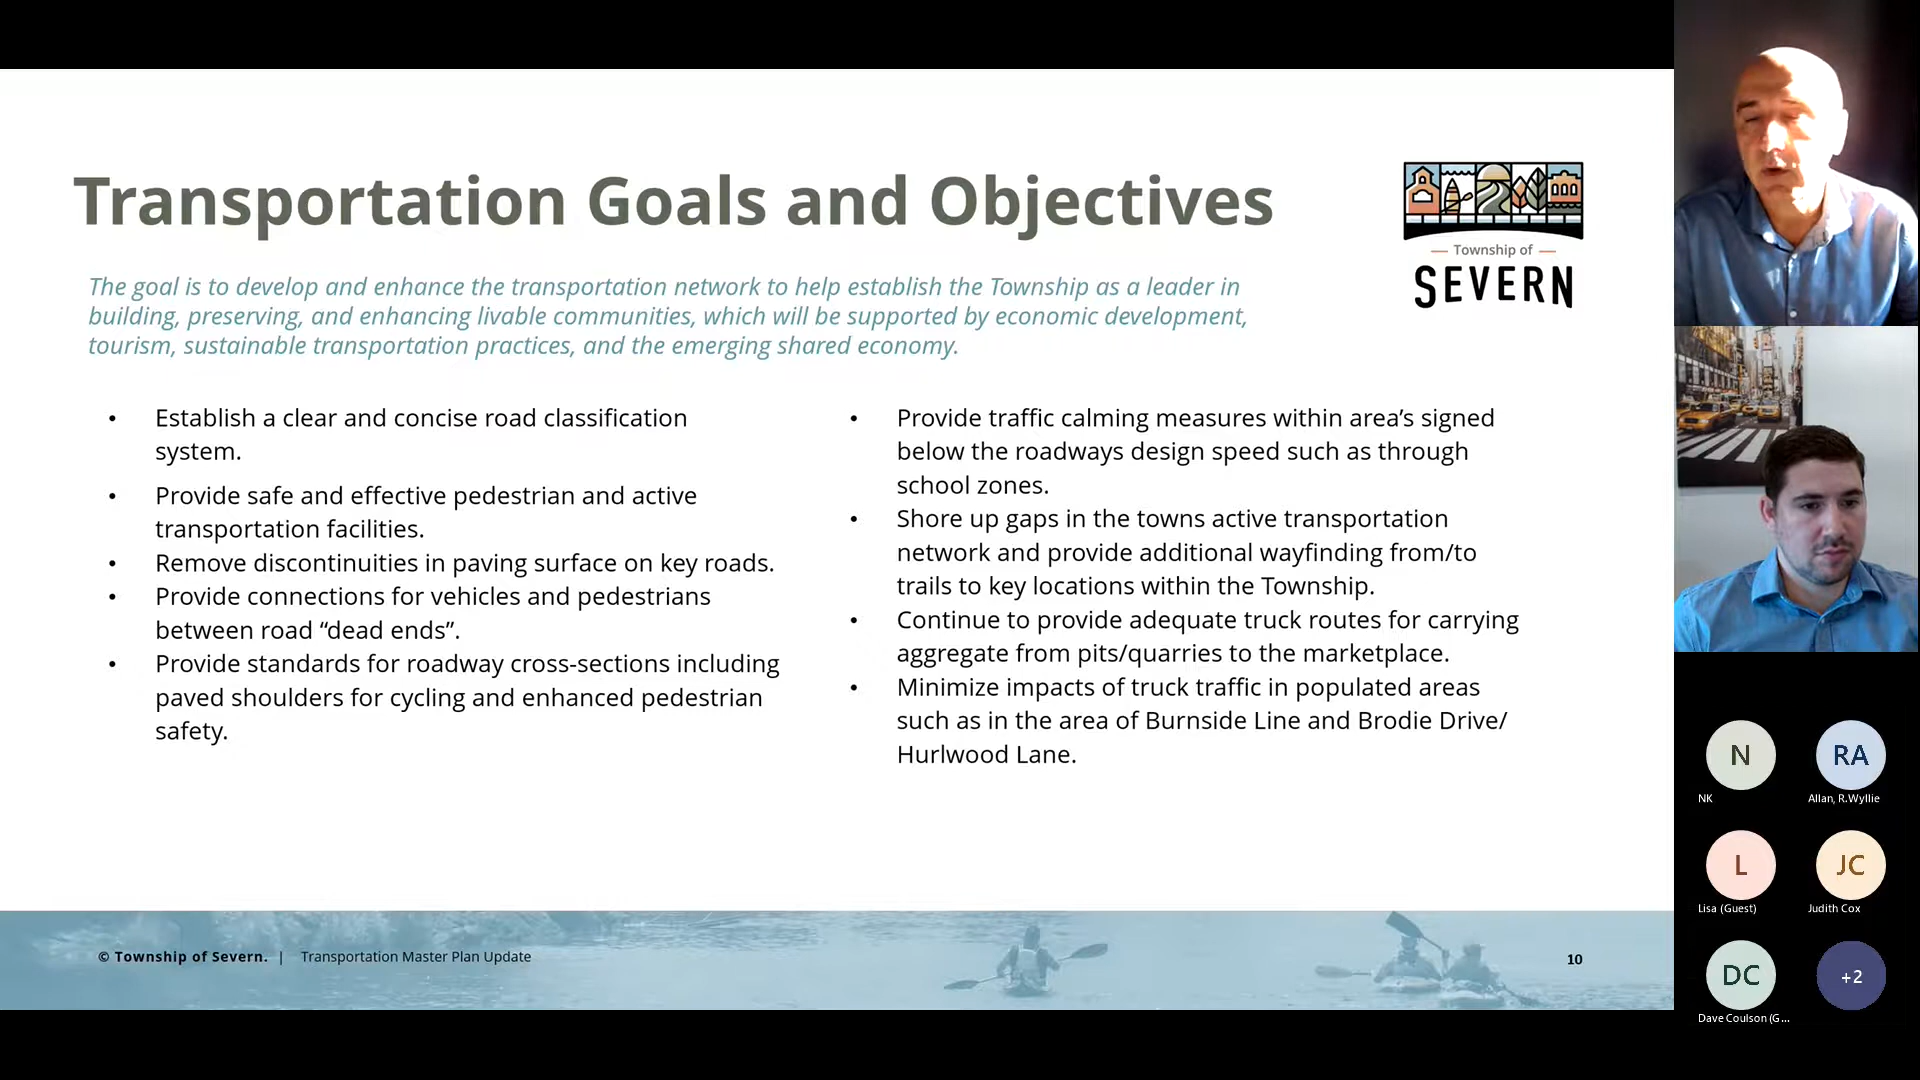 Transportation Goals and Objectives
Township of
SEVERN
The goal is to develop and enhance the transportation network to help establish the Township as a leader in
building, preserving, and enhancing livable communities, which will be supported by economic development,
tourism, sustainable transportation practices, and the emerging shared economy.
• Establish a clear and concise road classification
system.
• Provide safe and effective pedestrian and active
transportation facilities.
• Remove discontinuities in paving surface on key roads.
• Provide connections for vehicles and pedestrians
between road “dead ends”.
• Provide standards for roadway cross-sections including
paved shoulders for cycling and enhanced pedestrian
safety.
• Provide traffic calming measures within area’s signed
below the roadways design speed such as through
school zones.
• Shore up gaps in the towns active transportation
network and provide additional wayfinding from/to
trails to key locations within the Township.
• Continue to provide adequate truck routes for carrying
aggregate from pits/quarries to the marketplace.
• Minimize impacts of truck traffic in populated areas
such as in the area of Burnside Line and Brodie Drive/
Hurlwood Lane.
© Township of Severn. | Transportation Master Plan Update
10
N
NK
RA
Allan, R.Wyllie
L
Lisa (Guest)
JC
Judith Cox
DC
Dave Coulson (G...
+2